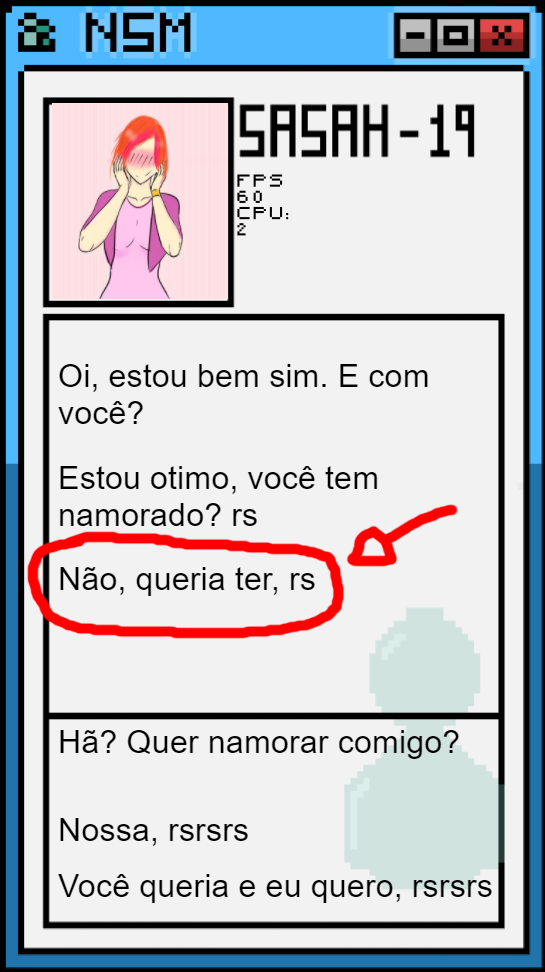 NSM
SASAH-19
FPS
60
CPU:
2
Oi, estou bem sim. E com
você?
Estou otimo, você tem
namorado? rs
Não, queria ter, rs
Hã? Quer namorar comigo?
Nossa, rsrsrs
Você queria e eu quero, rsrsrs